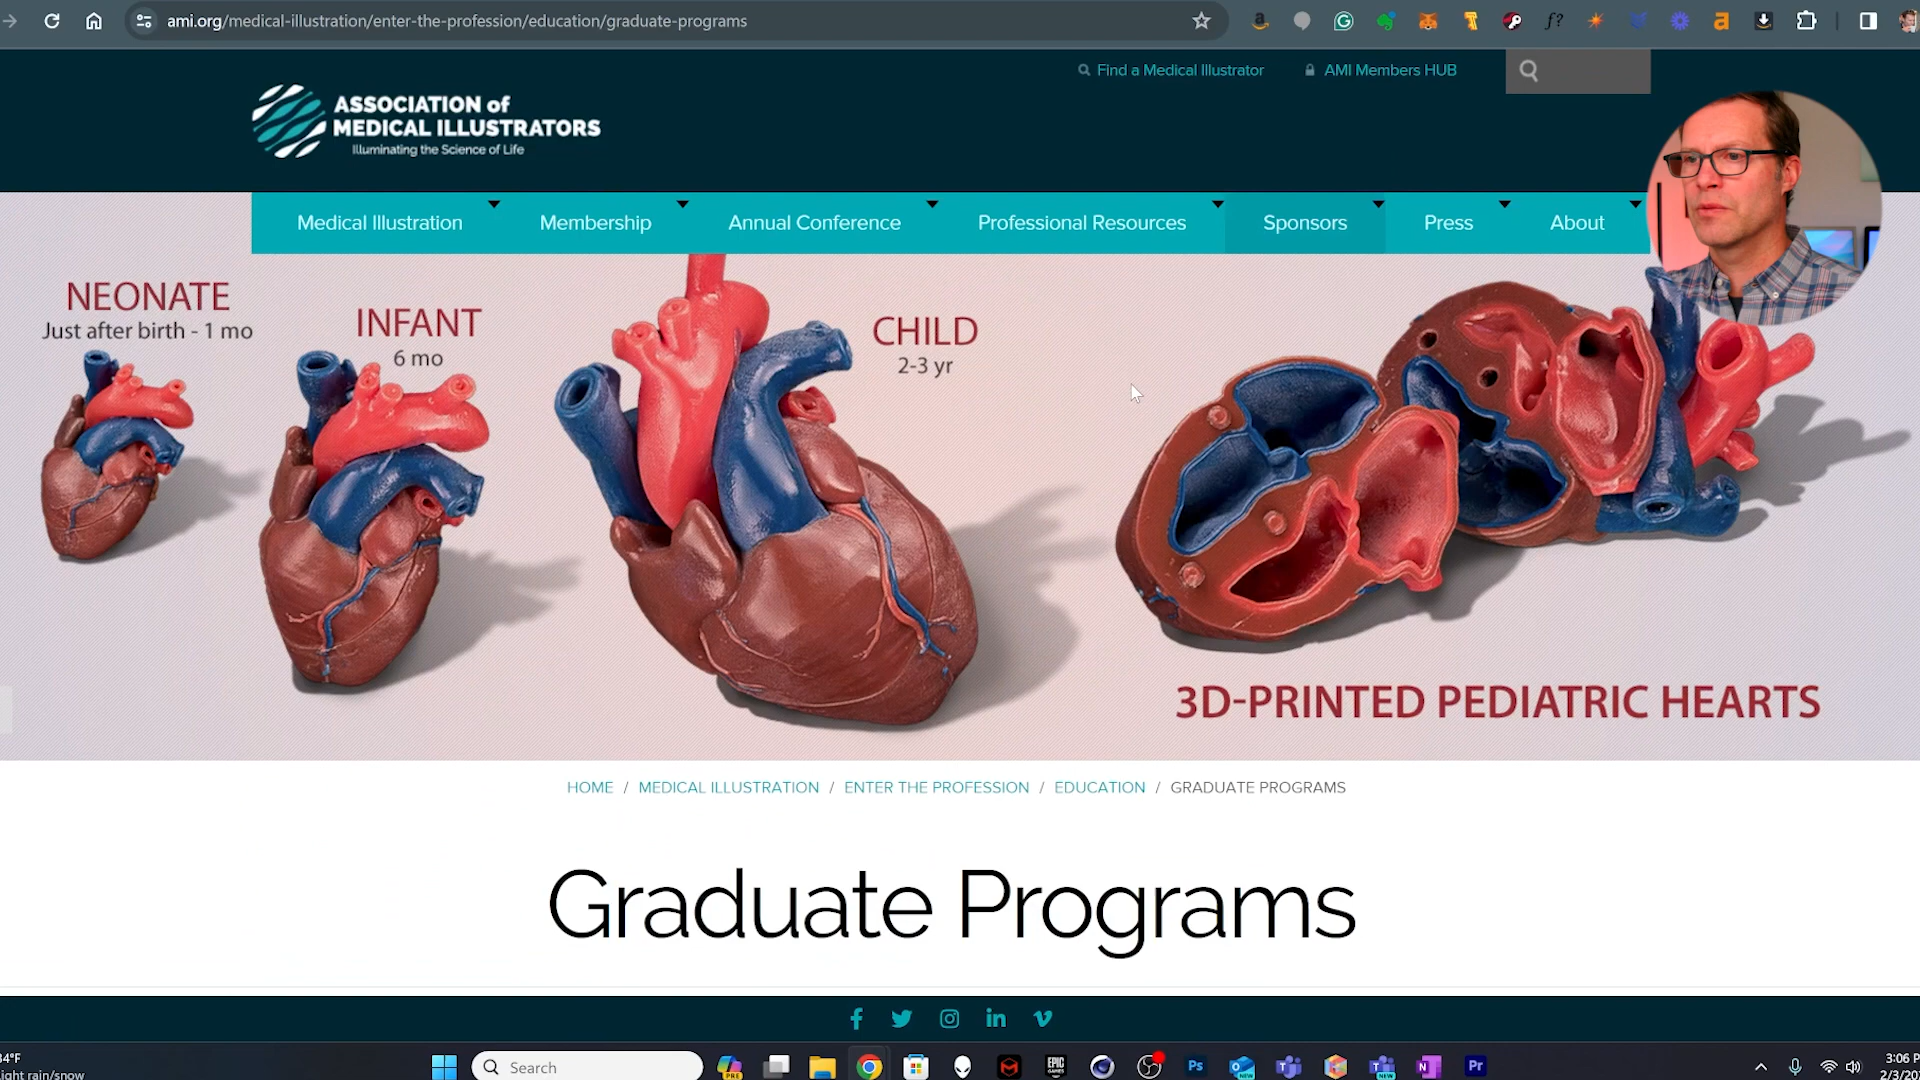 ami.org/medical-illustration/enter-the-profession/education/graduate-programs
Find a Medical Illustrator
AMI Members HUB
ASSOCIATION of
MEDICAL ILLUSTRATORS
Illuminating the Science of Life
Medical Illustration
Membership
Annual Conference
Professional Resources
Sponsors
Press
About
NEONATE
Just after birth - 1 mo
INFANT
6 mo
CHILD
2-3 yr
3D-PRINTED PEDIATRIC HEARTS
HOME / MEDICAL ILLUSTRATION / ENTER THE PROFESSION / EDUCATION / GRADUATE PROGRAMS
Graduate Programs
Search
3:06 P